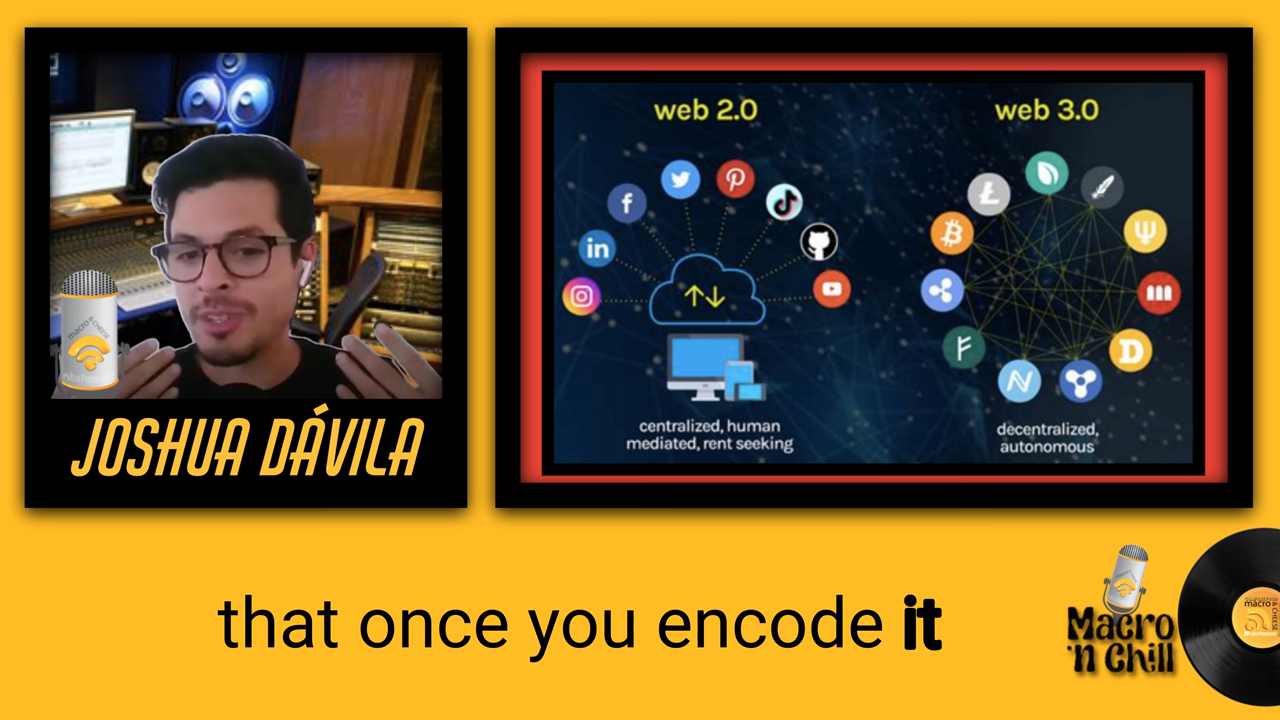 web 2.0
web 3.0
centralized, human
mediated, rent seeking
decentralized,
autonomous
JOSHUA DÁVILA
that once you encode it
Macro
'N Chill